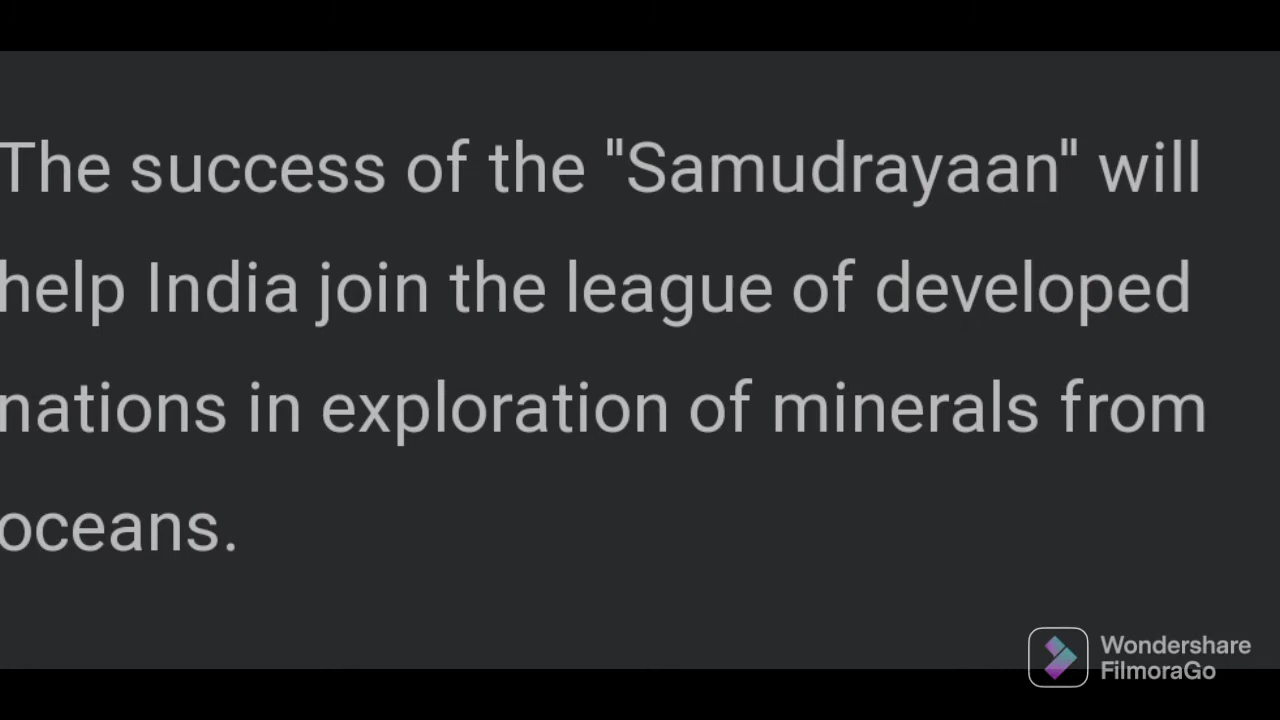 The success of the "Samudrayaan" will
help India join the league of developed
nations in exploration of minerals from
oceans.
Wondershare
FilmoraGo